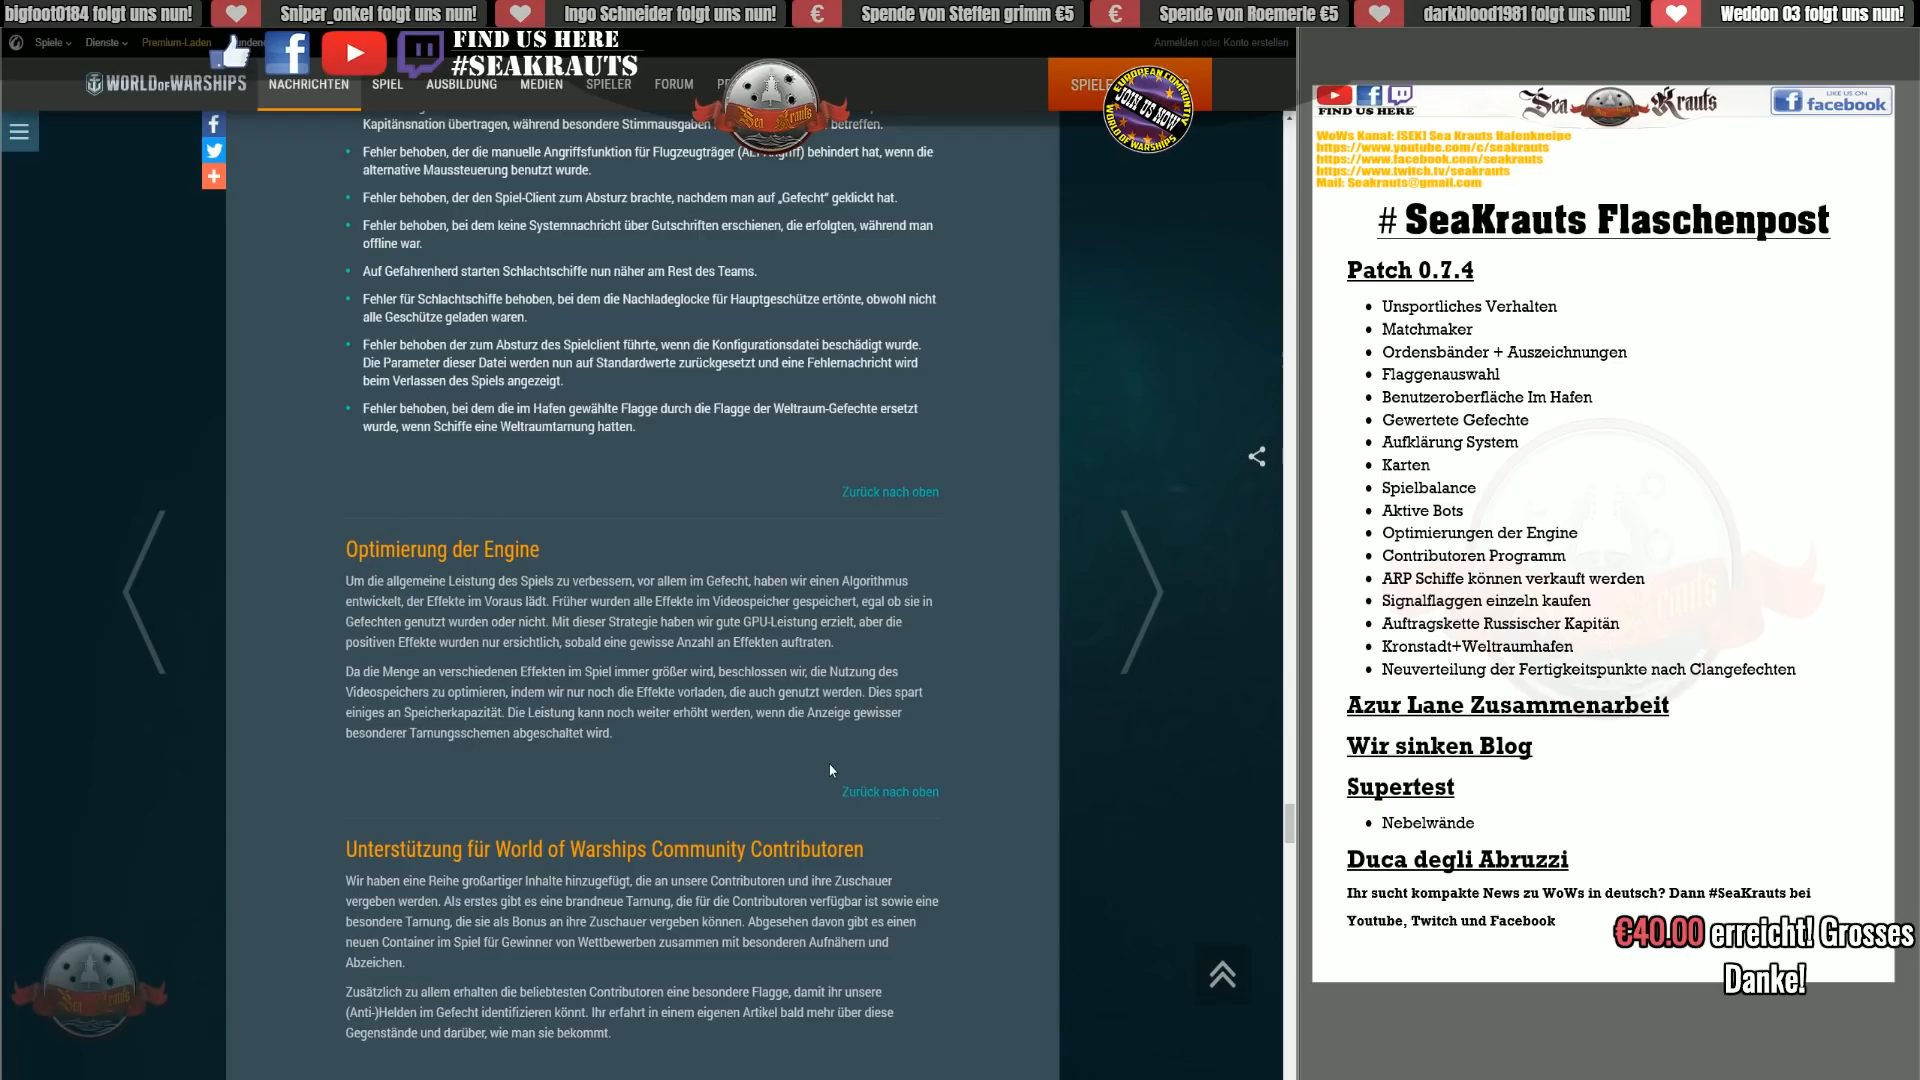 bigfoot0184 folgt uns nun! Sniper_onkel folgt uns nun! Ingo Schneider folgt uns nun! € Spende von Steffen grimm €5 € Spende von Roemerle €5 darkblood1981 folgt uns nun! Weddon 03 folgt uns nun!
Spiele Dienste Premium-Laden
Anmelden oder Konto erstellen
FIND US HERE
#SEAKRAUTS
WORLD OF WARSHIPS NACHRICHTEN SPIEL AUSBILDUNG MEDIEN SPIELER FORUM
Sea Krauts
EUROPEAN COMMUNITY
JOIN US NOW
WORLD OF WARSHIPS
Kapitänsnation übertragen, während besondere Stimmausgaben betreffen.
• Fehler behoben, der die manuelle Angriffsfunktion für Flugzeugträger behindert hat, wenn die
alternative Maussteuerung benutzt wurde.
• Fehler behoben, der den Spiel-Client zum Absturz brachte, nachdem man auf „Gefecht“ geklickt hat.
• Fehler behoben, bei dem keine Systemnachricht über Gutschriften erschienen, die erfolgten, während man
offline war.
• Auf Gefahrenherd starten Schlachtschiffe nun näher am Rest des Teams.
• Fehler für Schlachtschiffe behoben, bei dem die Nachladeglocke für Hauptgeschütze ertönte, obwohl nicht
alle Geschütze geladen waren.
• Fehler behoben der zum Absturz des Spielclient führte, wenn die Konfigurationsdatei beschädigt wurde.
Die Parameter dieser Datei werden nun auf Standardwerte zurückgesetzt und eine Fehlernachricht wird
beim Verlassen des Spiels angezeigt.
• Fehler behoben, bei dem die im Hafen gewählte Flagge durch die Flagge der Weltraum-Gefechte ersetzt
wurde, wenn Schiffe eine Weltraumtarnung hatten.
Zurück nach oben
Optimierung der Engine
Um die allgemeine Leistung des Spiels zu verbessern, vor allem im Gefecht, haben wir einen Algorithmus
entwickelt, der Effekte im Voraus lädt. Früher wurden alle Effekte im Videospeicher gespeichert, egal ob sie in
Gefechten genutzt wurden oder nicht. Mit dieser Strategie haben wir gute GPU-Leistung erzielt, aber die
positiven Effekte wurden nur ersichtlich, sobald eine gewisse Anzahl an Effekten auftraten.
Da die Menge an verschiedenen Effekten im Spiel immer größer wird, beschlossen wir, die Nutzung des
Videospeichers zu optimieren, indem wir nur noch die Effekte vorladen, die auch genutzt werden. Dies spart
einiges an Speicherkapazität. Die Leistung kann noch weiter erhöht werden, wenn die Anzeige gewisser
besonderer Tarnungsschemen abgeschaltet wird.
Zurück nach oben
Unterstützung für World of Warships Community Contributoren
Wir haben eine Reihe großartiger Inhalte hinzugefügt, die an unsere Contributoren und ihre Zuschauer
vergeben werden. Als erstes gibt es eine brandneue Tarnung, die für die Contributoren verfügbar ist sowie eine
besondere Tarnung, die sie als Bonus an ihre Zuschauer vergeben können. Abgesehen davon gibt es einen
neuen Container im Spiel für Gewinner von Wettbewerben zusammen mit besonderen Aufnähern und
Abzeichen.
Zusätzlich zu allem erhalten die beliebtesten Contributoren eine besondere Flagge, damit ihr unsere
(Anti-)Helden im Gefecht identifizieren könnt. Ihr erfahrt in einem eigenen Artikel bald mehr über diese
Gegenstände und darüber, wie man sie bekommt.
Sea Krauts
FIND US HERE
Sea Krauts
LIKE US ON
facebook
WoWs Kanal: [SEK] Sea Krauts Hafenkneipe
https://www.youtube.com/c/seakrauts
https://www.facebook.com/seakrauts
https://www.twitch.tv/seakrauts
Mail: Seakrauts@gmail.com
# SeaKrauts Flaschenpost
Patch 0.7.4
• Unsportliches Verhalten
• Matchmaker
• Ordensbänder + Auszeichnungen
• Flaggenauswahl
• Benutzeroberfläche Im Hafen
• Gewertete Gefechte
• Aufklärung System
• Karten
• Spielbalance
• Aktive Bots
• Optimierungen der Engine
• Contributoren Programm
• ARP Schiffe können verkauft werden
• Signalflaggen einzeln kaufen
• Auftragskette Russischer Kapitän
• Kronstadt+Weltraumhafen
• Neuverteilung der Fertigkeitspunkte nach Clangefechten
Azur Lane Zusammenarbeit
Wir sinken Blog
Supertest
• Nebelwände
Duca degli Abruzzi
Ihr sucht kompakte News zu WoWs in deutsch? Dann #SeaKrauts bei
Youtube, Twitch und Facebook
€40.00 erreicht! Grosses
Danke!